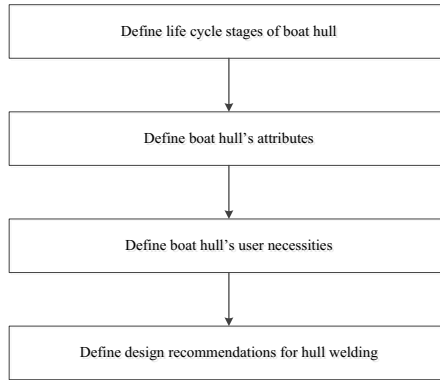 Define life cycle stages of boat hull
Define boat hull’s attributes
Define boat hull’s user necessities
Define design recommendations for hull welding